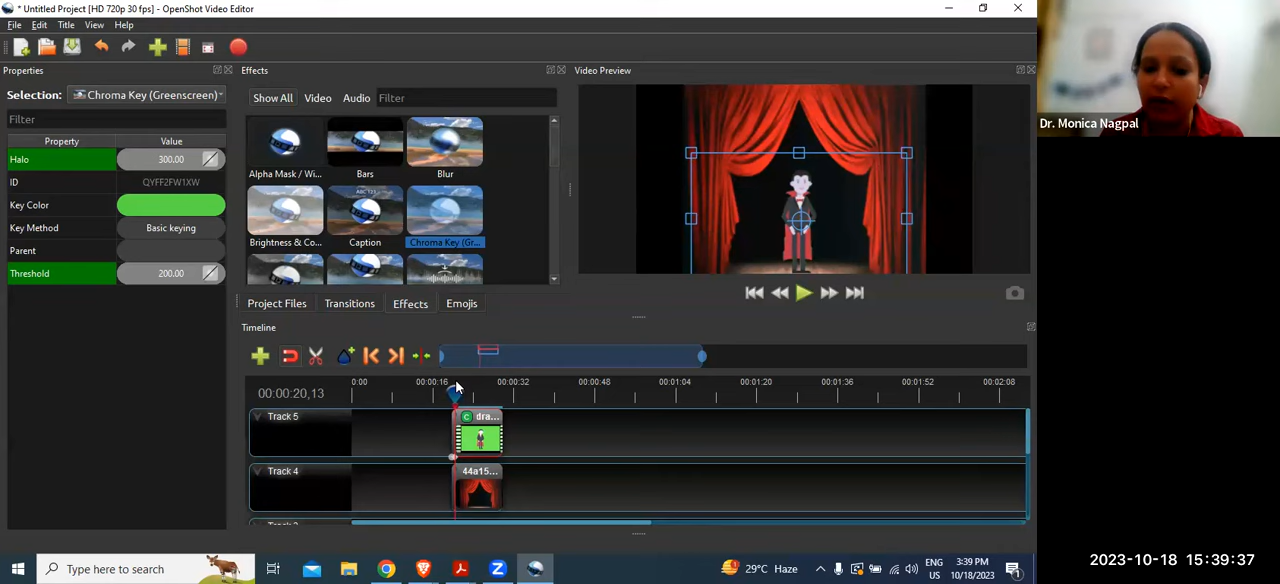 * Untitled Project [HD 720p 30 fps] - OpenShot Video Editor
File Edit Title View Help
Properties
Selection: Chroma Key (Greenscreen)
Filter
Property Value
Halo 300.00
ID QYFF2FW1XW
Key Color
Key Method Basic keying
Parent
Threshold 200.00
Effects
Show All Video Audio Filter
Alpha Mask / Wi... Bars Blur
Brightness & Co... Caption Chroma Key (Gr...
Project Files Transitions Effects Emojis
Video Preview
Dr. Monica Nagpal
Timeline
00:00:20,13 0:00 00:00:16 00:00:32 00:00:48 00:01:04 00:01:20 00:01:36 00:01:52 00:02:08
Track 5 C dra...
Track 4 44a15...
Type here to search
29°C Haze
ENG
US
3:39 PM
10/18/2023
1
2023-10-18 15:39:37